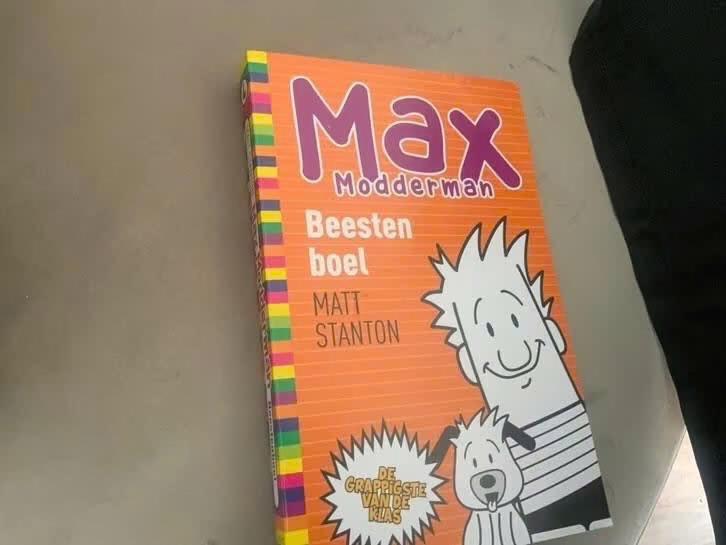 Max
Modderman
Beesten
boel
MATT
STANTON
DE
GRAPPIGSTE
VAN DE
KLAS